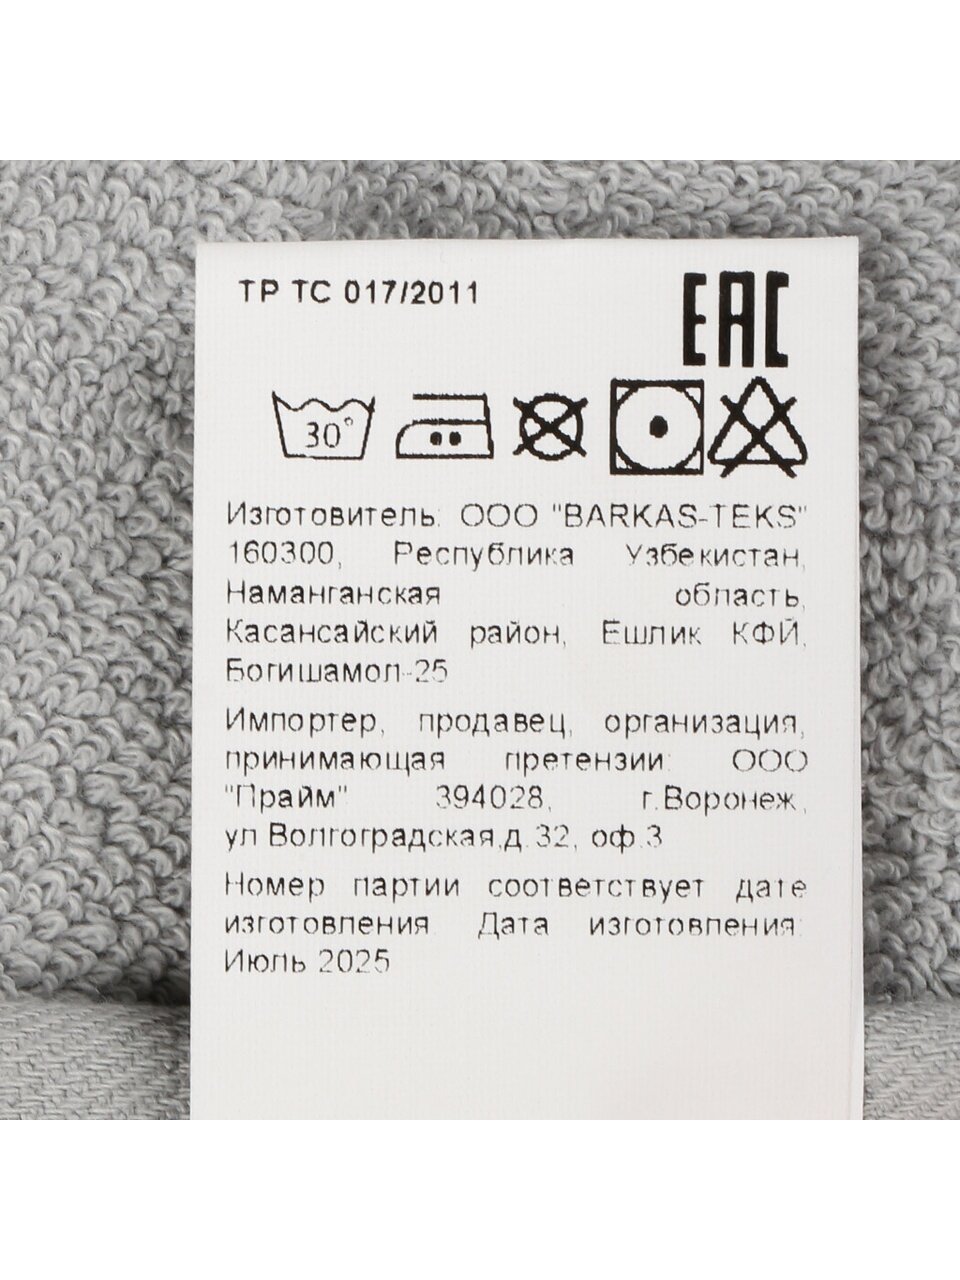 ТР ТС 017/2011
EAC
30°
Изготовитель: ООО "BARKAS-TEKS"
160300, Республика Узбекистан,
Наманганская область,
Касансайский район, Ешлик КФЙ,
Богишамол-25
Импортер, продавец, организация,
принимающая претензии: ООО
"Прайм" 394028, г.Воронеж,
ул.Волгоградская,д.32, оф.3
Номер партии соответствует дате
изготовления. Дата изготовления:
Июль 2025